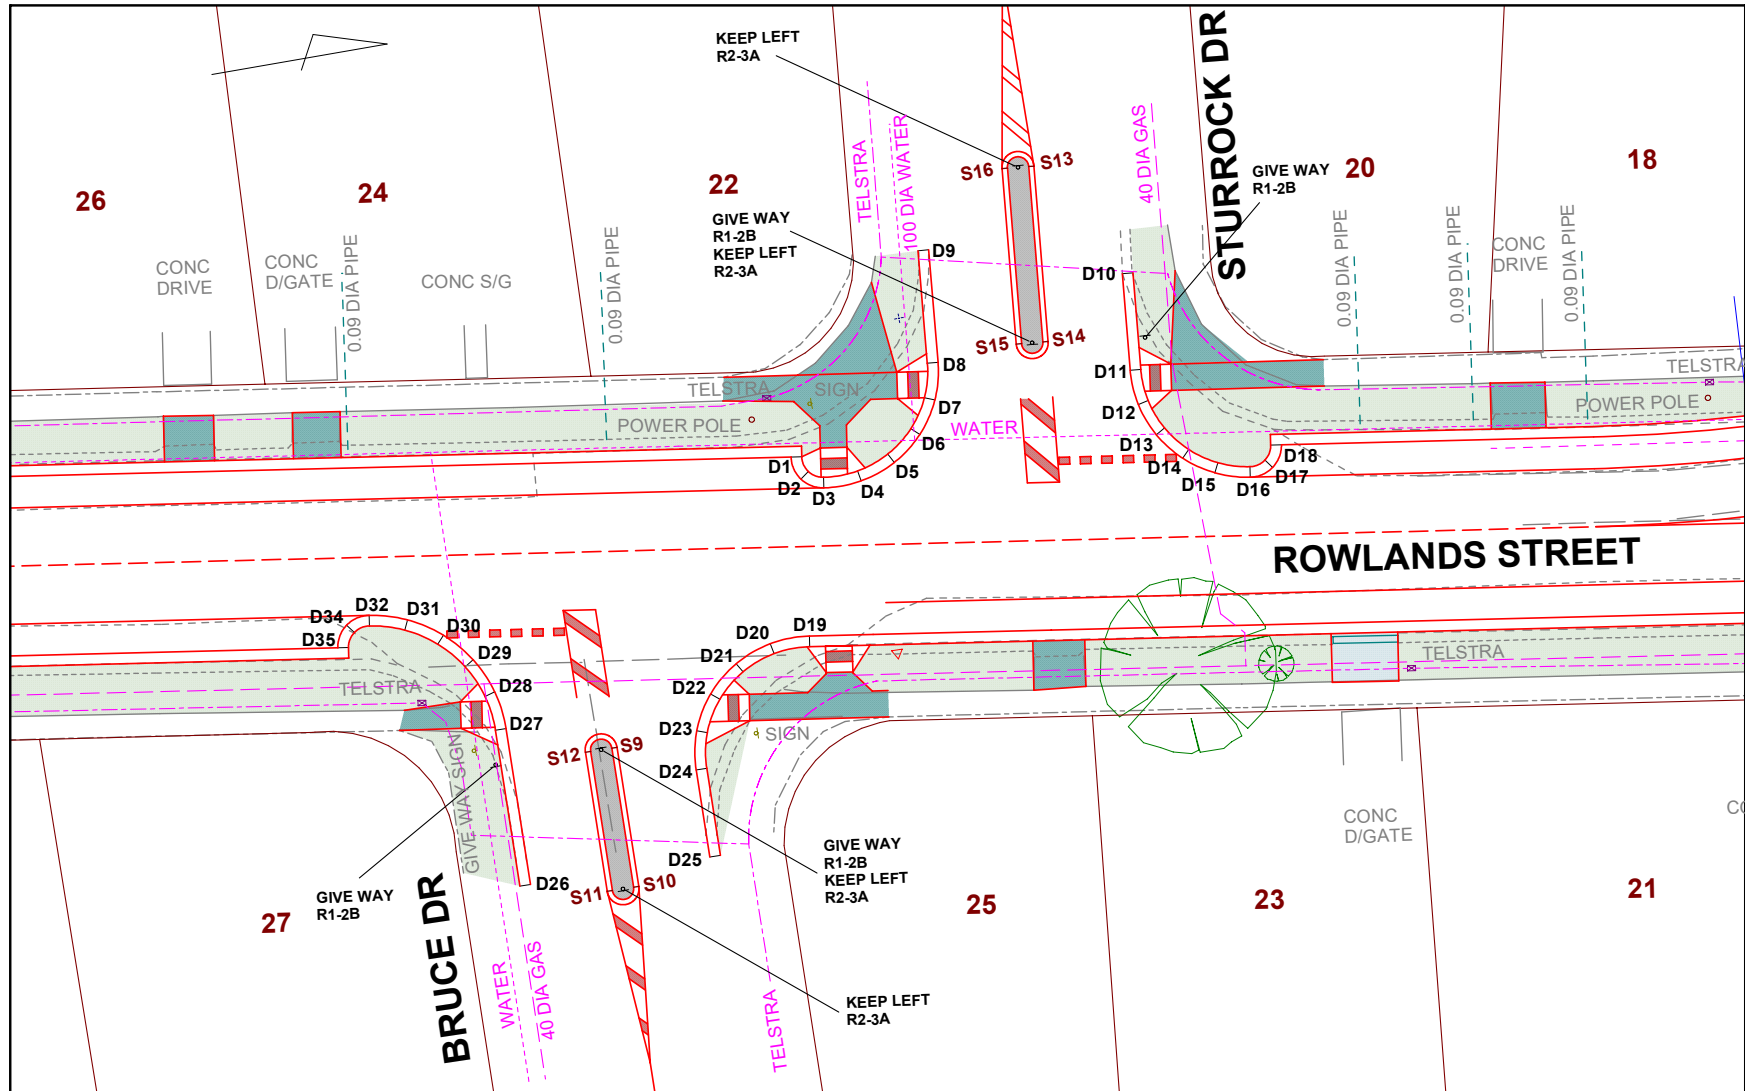 KEEP LEFT
R2-3A
STURROCK DR
TELSTRA
100 DIA WATER
40 DIA GAS
S16
S13
GIVE WAY
R1-2B
26
24
22
20
18
GIVE WAY
R1-2B
KEEP LEFT
R2-3A
CONC
DRIVE
CONC
D/GATE
0.09 DIA PIPE
CONC S/G
0.09 DIA PIPE
D9
D10
0.09 DIA PIPE
0.09 DIA PIPE
CONC
DRIVE
0.09 DIA PIPE
S15
S14
D8
D11
TELSTRA
SIGN
TELSTRA
D7
D12
POWER POLE
POWER POLE
WATER
D6
D13
D1
D5
D14
D18
D2
D3
D4
D15
D16
D17
ROWLANDS STREET
D34
D32
D31
D30
D35
D19
D20
D29
D21
TELSTRA
TELSTRA
D28
D22
D27
D23
SIGN
GIVE WAY SIGN
S12
S9
D24
CONC
D/GATE
CO
GIVE WAY
R1-2B
KEEP LEFT
R2-3A
D25
D26
S11
S10
GIVE WAY
R1-2B
27
25
23
21
BRUCE DR
WATER
40 DIA GAS
TELSTRA
KEEP LEFT
R2-3A